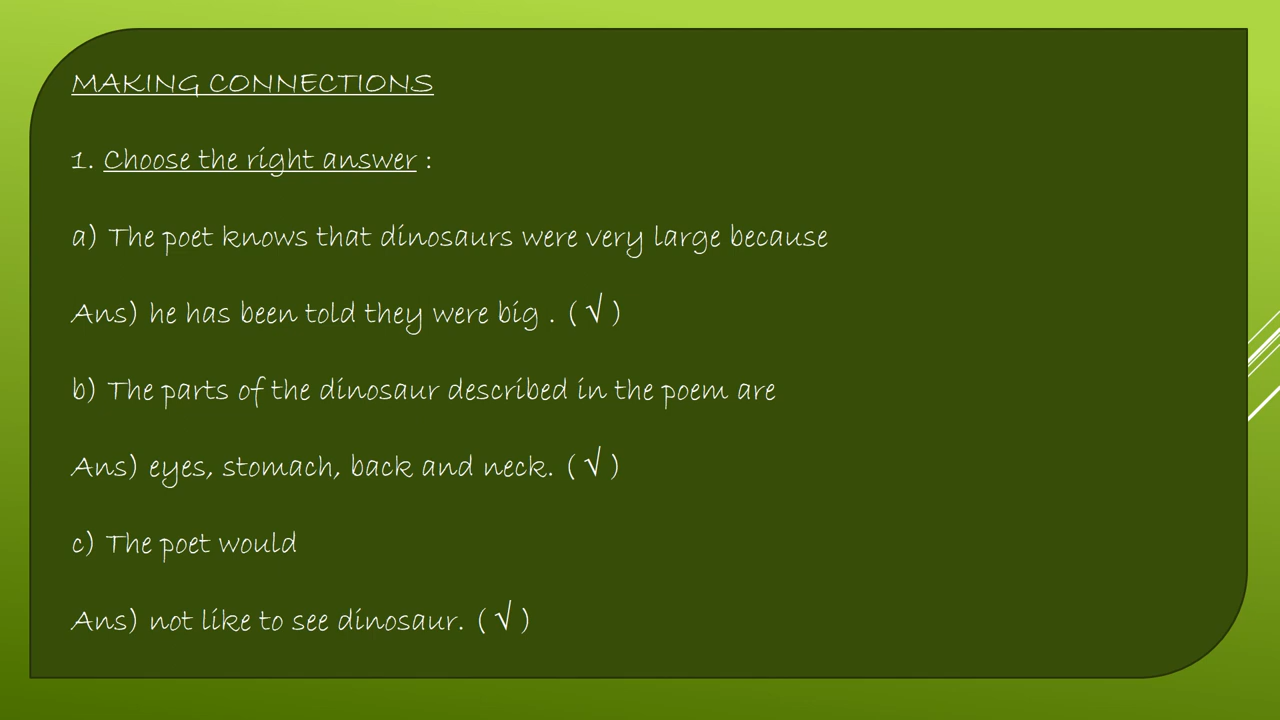 MAKING CONNECTIONS
1. Choose the right answer :
a) The poet knows that dinosaurs were very large because
Ans) he has been told they were big . ( √ )
b) The parts of the dinosaur described in the poem are
Ans) eyes, stomach, back and neck. ( √ )
c) The poet would
Ans) not like to see dinosaur. ( √ )